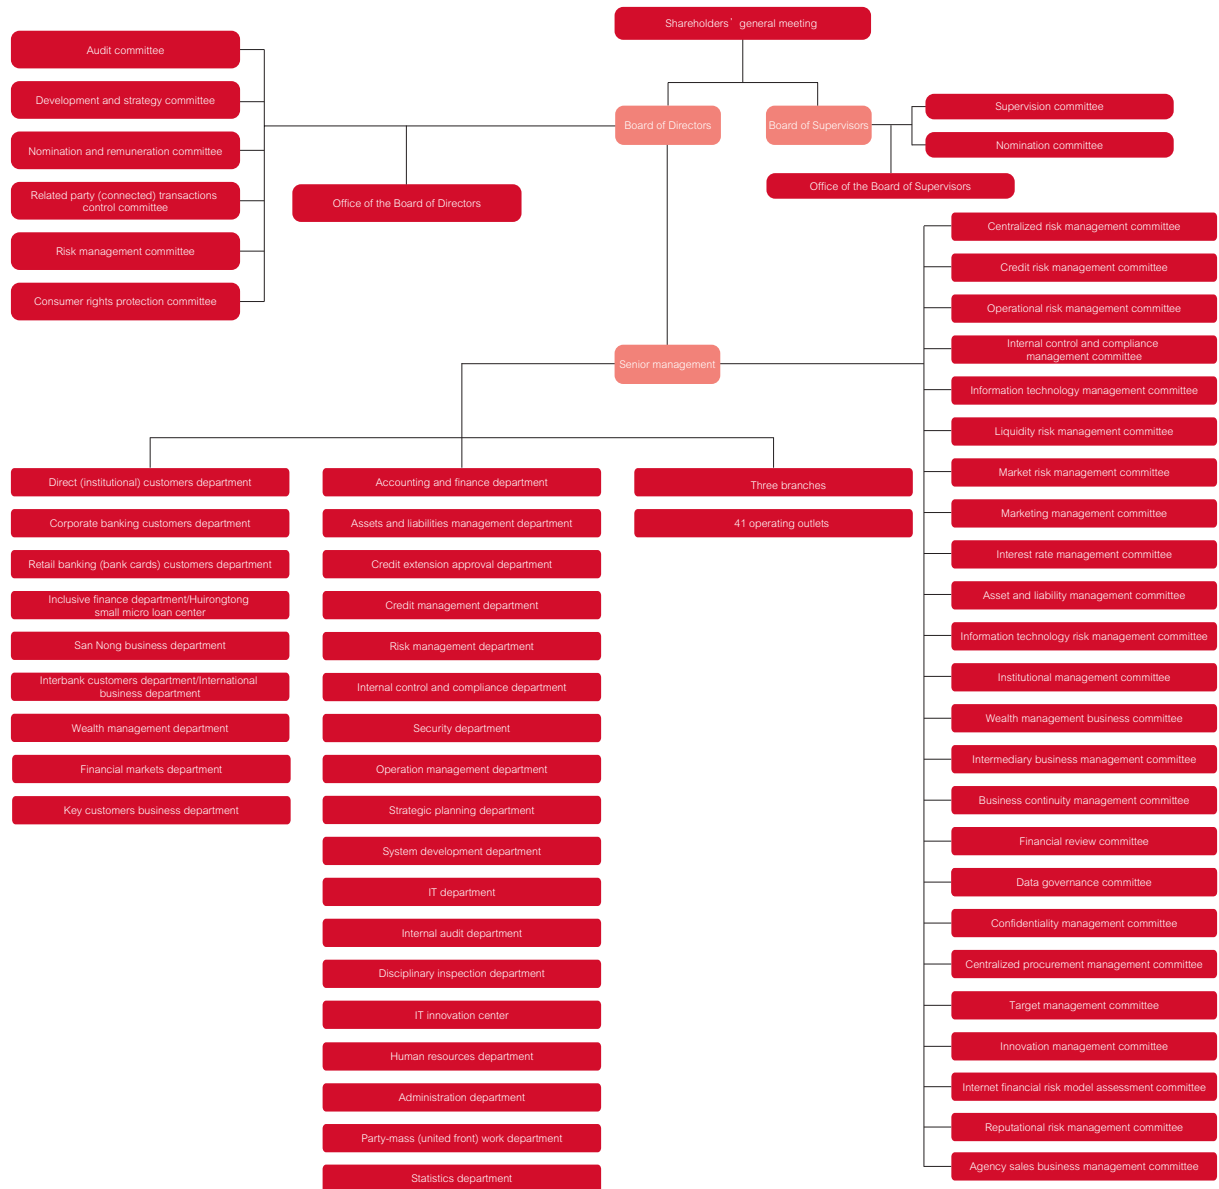 Shareholders’ general meeting
Audit committee
Development and strategy committee
Nomination and remuneration committee
Related party (connected) transactions
control committee
Risk management committee
Consumer rights protection committee
Board of Directors
Office of the Board of Directors
Board of Supervisors
Supervision committee
Nomination committee
Office of the Board of Supervisors
Senior management
Direct (institutional) customers department
Corporate banking customers department
Retail banking (bank cards) customers department
Inclusive finance department/Huirongtong
small micro loan center
San Nong business department
Interbank customers department/International
business department
Wealth management department
Financial markets department
Key customers business department
Accounting and finance department
Assets and liabilities management department
Credit extension approval department
Credit management department
Risk management department
Internal control and compliance department
Security department
Operation management department
Strategic planning department
System development department
IT department
Internal audit department
Disciplinary inspection department
IT innovation center
Human resources department
Administration department
Party-mass (united front) work department
Statistics department
Three branches
41 operating outlets
Centralized risk management committee
Credit risk management committee
Operational risk management committee
Internal control and compliance
management committee
Information technology management committee
Liquidity risk management committee
Market risk management committee
Marketing management committee
Interest rate management committee
Asset and liability management committee
Information technology risk management committee
Institutional management committee
Wealth management business committee
Intermediary business management committee
Business continuity management committee
Financial review committee
Data governance committee
Confidentiality management committee
Centralized procurement management committee
Target management committee
Innovation management committee
Internet financial risk model assessment committee
Reputational risk management committee
Agency sales business management committee